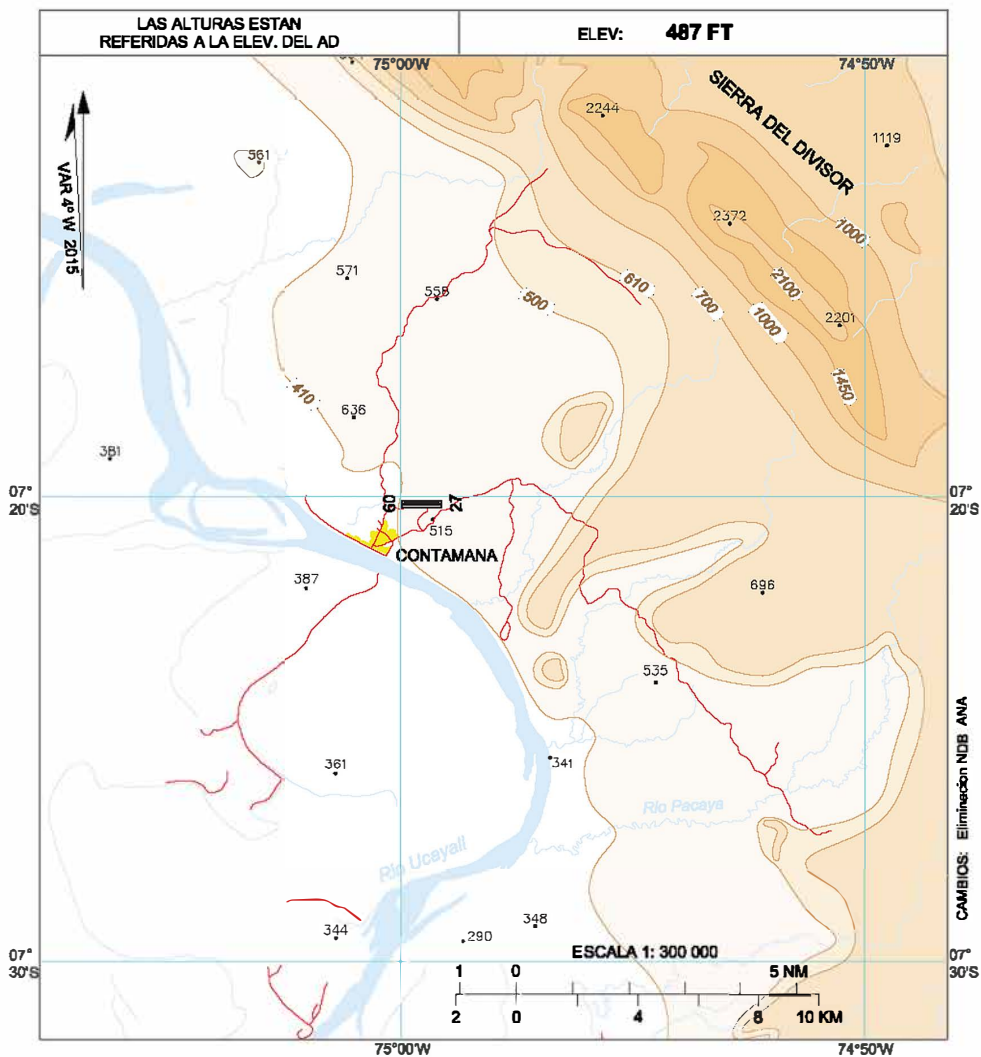 LAS ALTURAS ESTAN
REFERIDAS A LA ELEV. DEL AD
ELEV: 487 FT
75°00'W
74°50'W
SIERRA DEL DIVISOR
2244
1119
561
VAR 4º W 2015
2372
1000
571
558
610
2100
500
700
1000
2201
410
1450
636
381
07°
20'S
09
27
07°
20'S
515
CONTAMANA
387
696
535
361
341
Rio Pacaya
Rio Ucayali
CAMBIOS: Eliminacion NDB ANA
344
290
348
07°
30'S
ESCALA 1: 300 000
07°
30'S
1 0 5 NM
2 0 4 8 10 KM
75°00'W
74°50'W